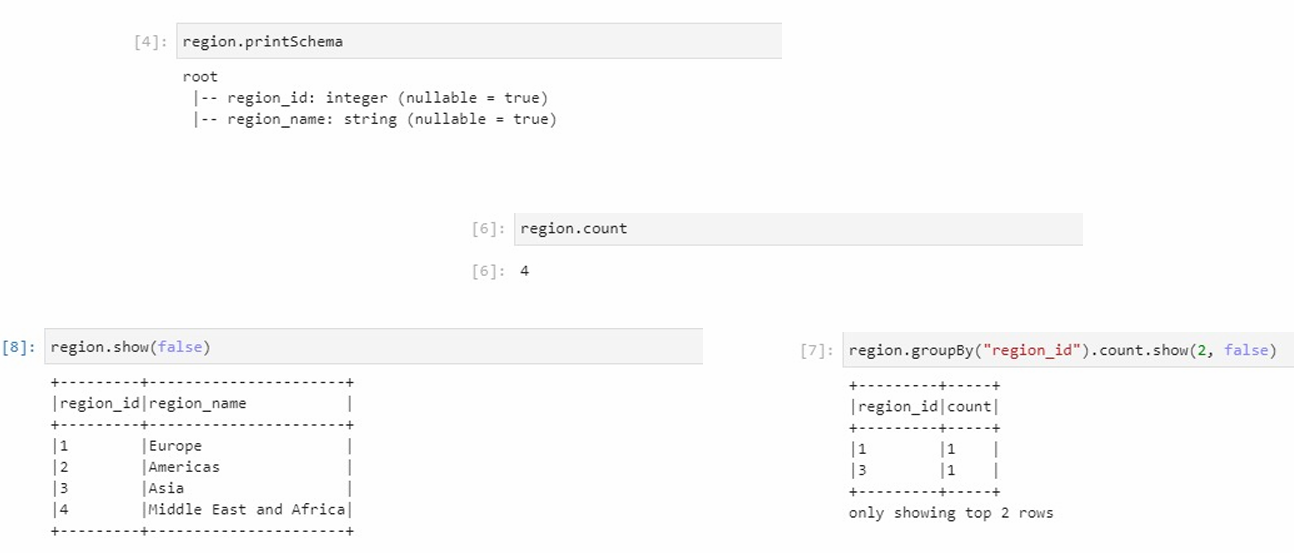 [4]: region.printSchema
root
 |-- region_id: integer (nullable = true)
 |-- region_name: string (nullable = true)
[6]: region.count
[6]: 4
[8]: region.show(false)
+---------+----------------------+
|region_id|region_name           |
+---------+----------------------+
|1        |Europe                |
|2        |Americas              |
|3        |Asia                  |
|4        |Middle East and Africa|
+---------+----------------------+
[7]: region.groupBy("region_id").count.show(2, false)
+---------+-----+
|region_id|count|
+---------+-----+
|1        |1    |
|3        |1    |
+---------+-----+
only showing top 2 rows